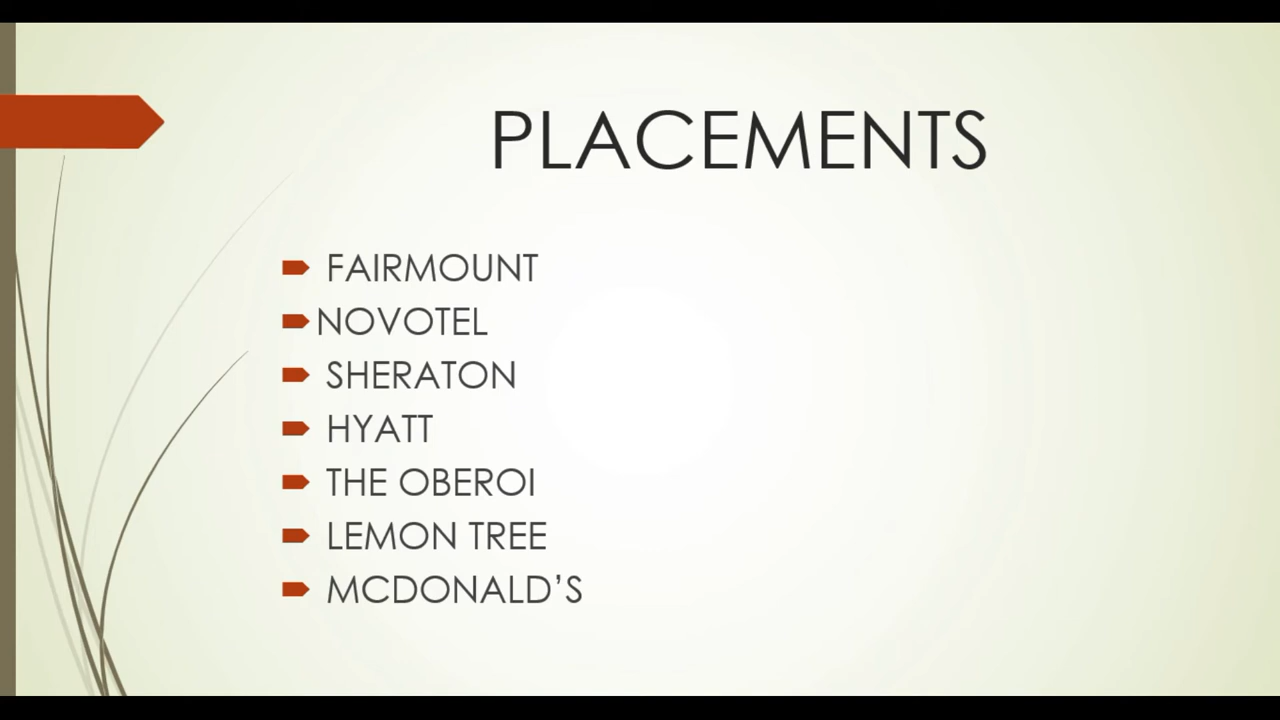 PLACEMENTS
FAIRMOUNT
NOVOTEL
SHERATON
HYATT
THE OBEROI
LEMON TREE
MCDONALD’S